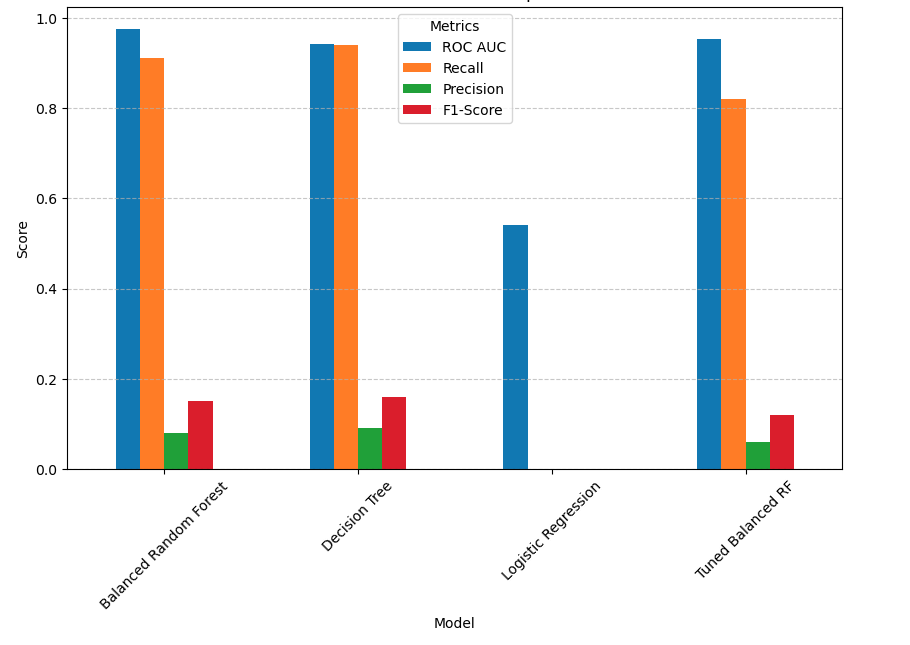 Metrics
ROC AUC
Recall
Precision
F1-Score
Score
1.0
0.8
0.6
0.4
0.2
0.0
Balanced Random Forest
Decision Tree
Logistic Regression
Tuned Balanced RF
Model